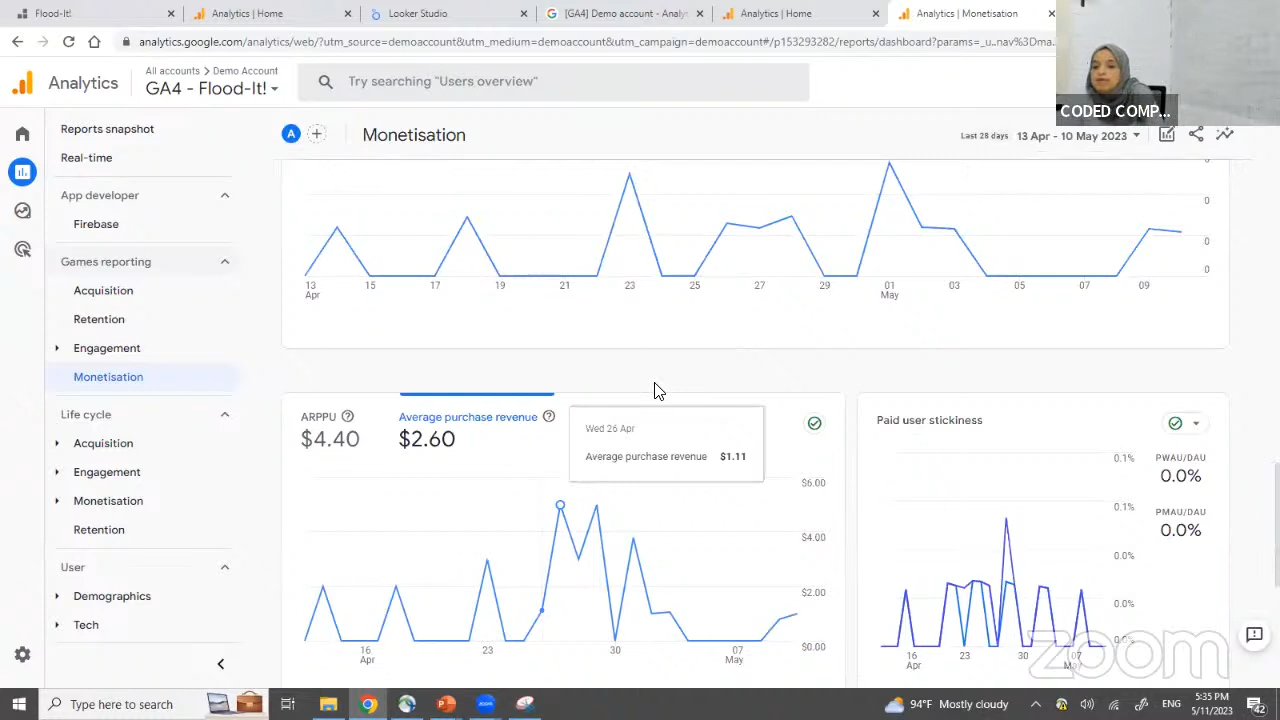 Flood-It!
Analytics | Home
Looker Studio
[GA4] Demo account - Analy
Analytics | Home
Analytics | Monetisation
analytics.google.com/analytics/web/?utm_source=demoaccount&utm_medium=demoaccount&utm_campaign=demoaccount#/p153293282/reports/dashboard?params=_u..nav%3Dma...
Analytics
All accounts > Demo Account
GA4 - Flood-It!
Try searching "Users overview"
CODED COMP...
Reports snapshot
Real-time
App developer
Firebase
Games reporting
Acquisition
Retention
Engagement
Monetisation
Life cycle
Acquisition
Engagement
Monetisation
Retention
User
Demographics
Tech
A
Monetisation
Last 28 days 13 Apr - 10 May 2023
0
0
0
0
13 Apr
15
17
19
21
23
25
27
29
01 May
03
05
07
09
ARPPU
$4.40
Average purchase revenue
$2.60
Wed 26 Apr
Average purchase revenue $1.11
$6.00
$4.00
$2.00
$0.00
16 Apr
23
30
07 May
Paid user stickiness
0.1%
0.1%
0.0%
0.0%
0.0%
PWAU/DAU
0.0%
PMAU/DAU
0.0%
16 Apr
23
30
07 May
zoom
Type here to search
zoom
94°F Mostly cloudy
ENG
5:35 PM
5/11/2023
42